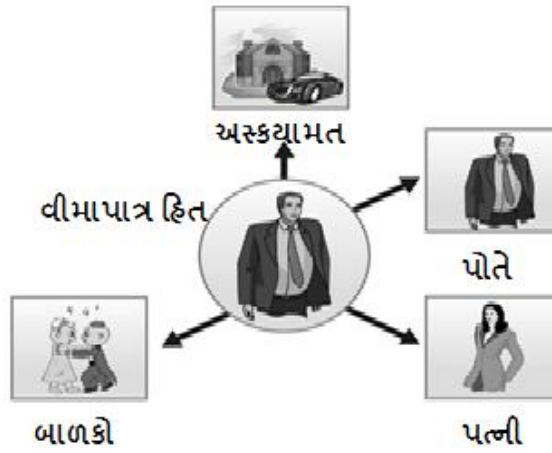 અસ્કયામત
વીમાપાત્ર હિત
પોતે
બાળકો
પત્ની